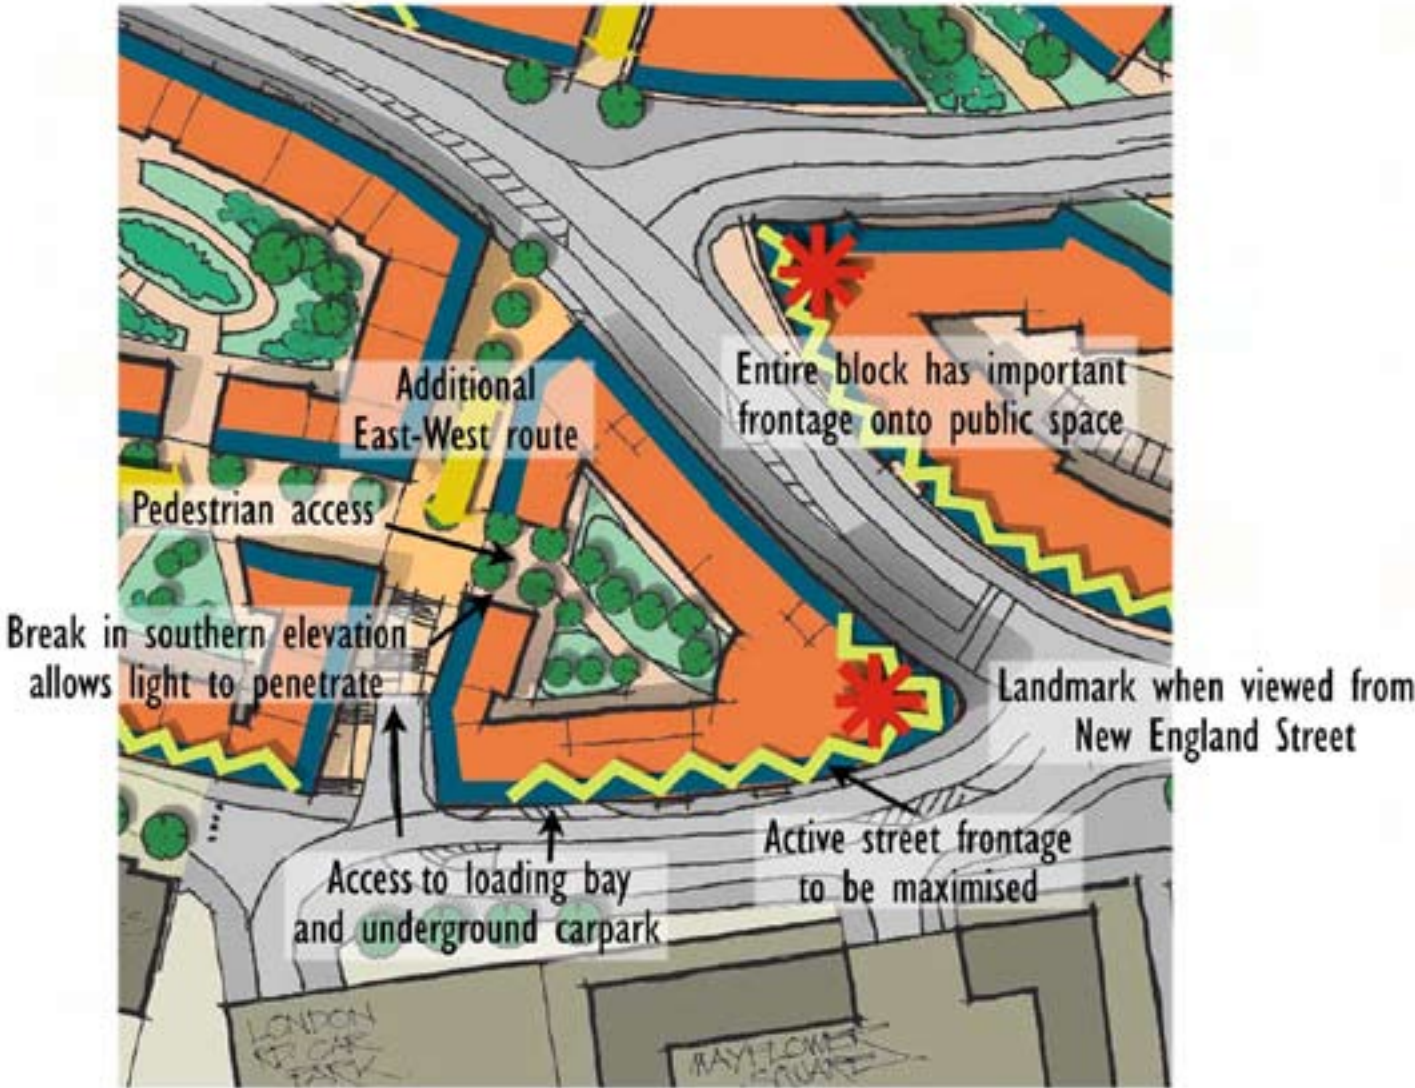 Entire block has important
frontage onto public space
Additional
East-West route
Pedestrian access
Break in southern elevation
allows light to penetrate
Landmark when viewed from
New England Street
Active street frontage
to be maximised
Access to loading bay
and underground carpark
LONDON
RD. CAR
PARK
MAYFLOWER
SQUARE